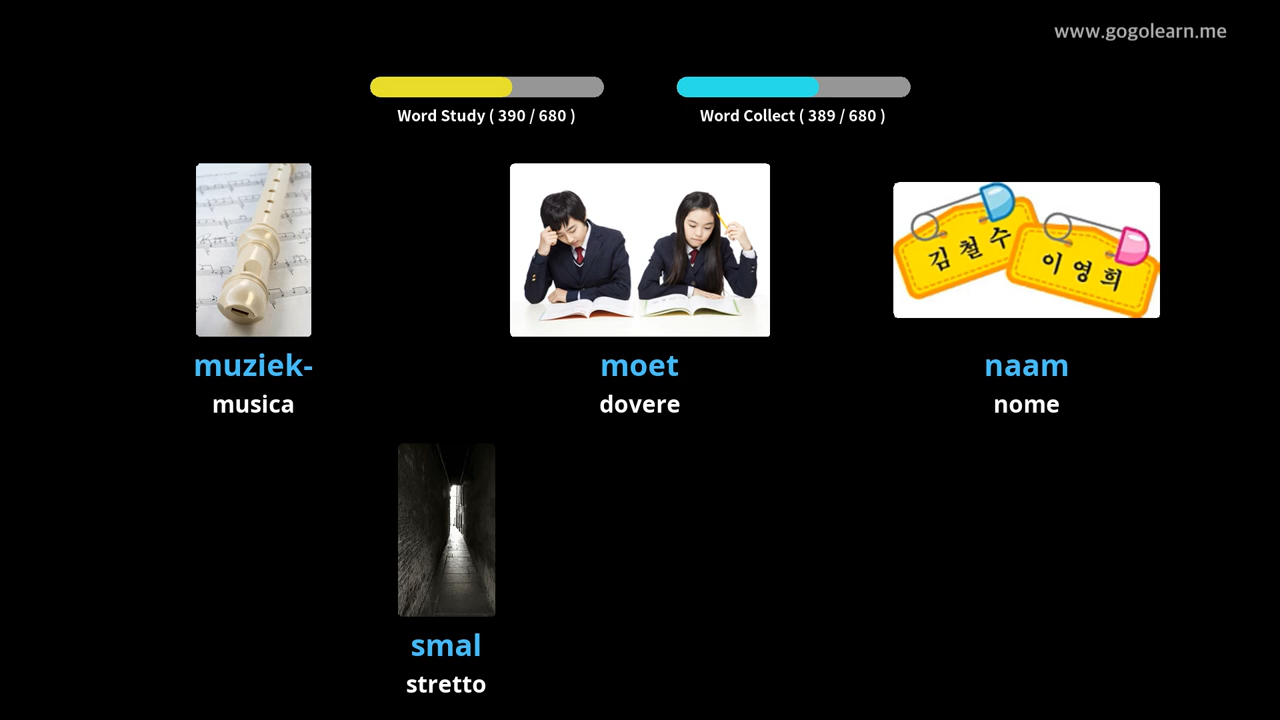 www.gogolearn.me
Word Study ( 390 / 680 )
Word Collect ( 389 / 680 )
김철수
이영희
muziek-
musica
moet
dovere
naam
nome
smal
stretto